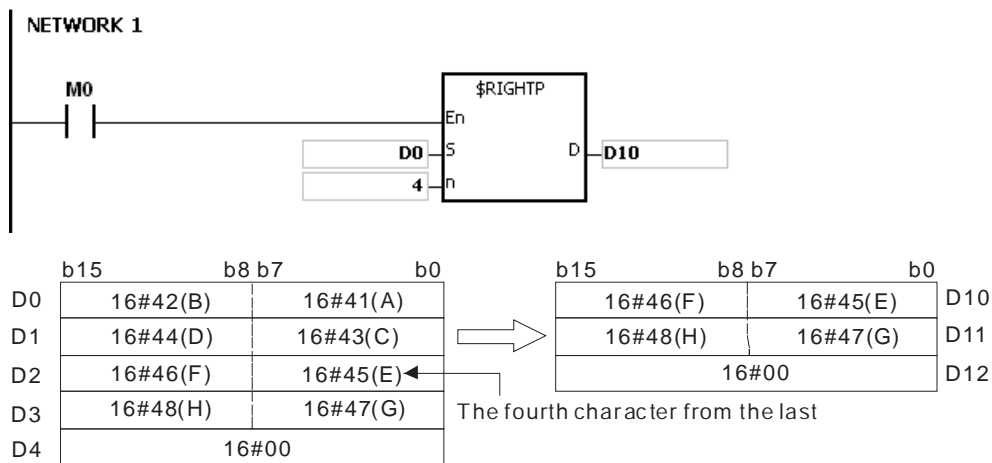 NETWORK 1
M0
$RIGHTP
En
D0 S D D10
4 n
b15 b8 b7 b0 b15 b8 b7 b0
D0 16#42(B) 16#41(A) 16#46(F) 16#45(E) D10
D1 16#44(D) 16#43(C) 16#48(H) 16#47(G) D11
D2 16#46(F) 16#45(E) 16#00 D12
D3 16#48(H) 16#47(G) The fourth character from the last
D4 16#00